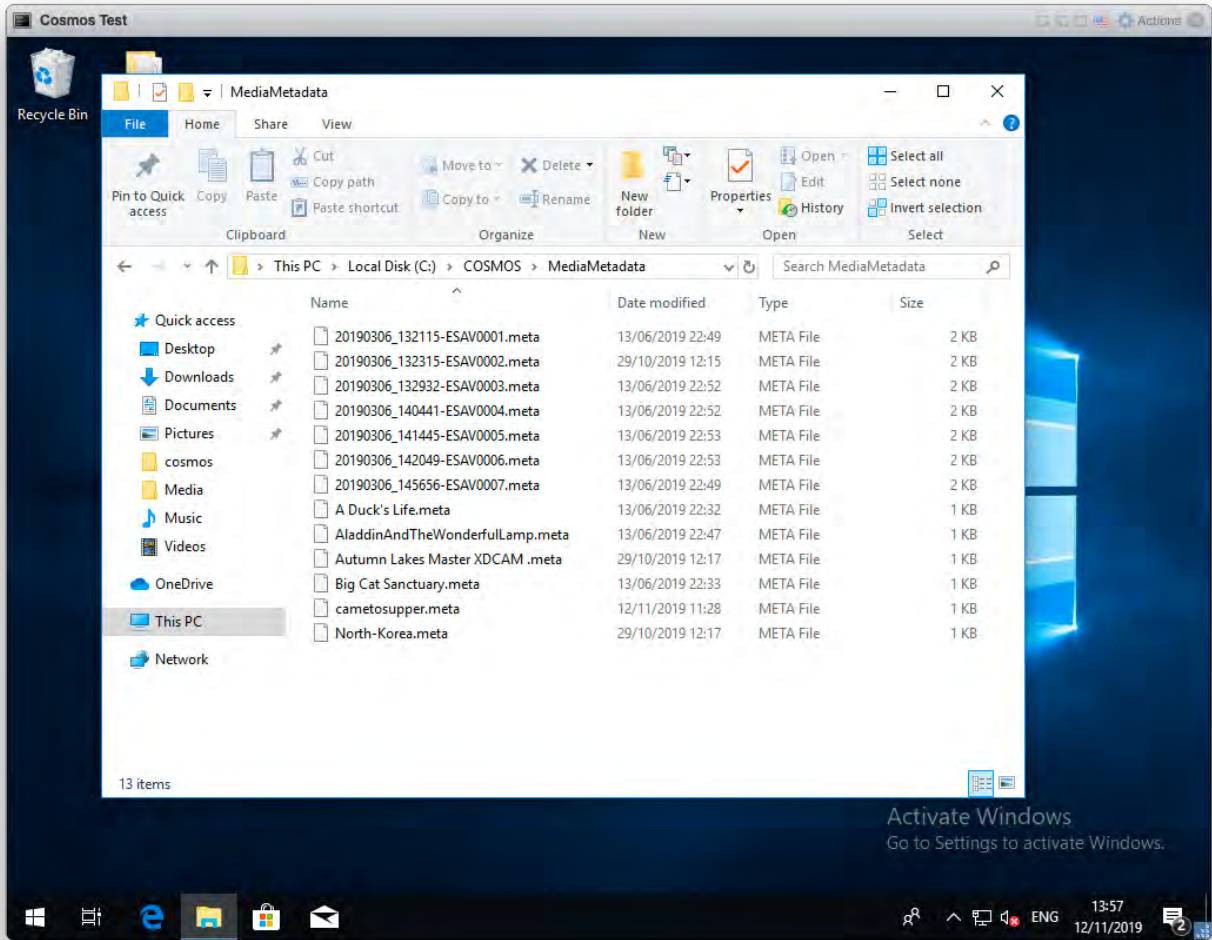 Cosmos Test
Actions
Recycle Bin
MediaMetadata
File Home Share View
Pin to Quick access
Copy
Paste
Cut
Copy path
Paste shortcut
Clipboard
Move to
Copy to
Delete
Rename
Organize
New folder
New
Properties
Open
Edit
History
Open
Select all
Select none
Invert selection
Select
This PC > Local Disk (C:) > COSMOS > MediaMetadata
Search MediaMetadata
Quick access
Desktop
Downloads
Documents
Pictures
cosmos
Media
Music
Videos
OneDrive
This PC
Network
Name Date modified Type Size
20190306_132115-ESAV0001.meta 13/06/2019 22:49 META File 2 KB
20190306_132315-ESAV0002.meta 29/10/2019 12:15 META File 2 KB
20190306_132932-ESAV0003.meta 13/06/2019 22:52 META File 2 KB
20190306_140441-ESAV0004.meta 13/06/2019 22:52 META File 2 KB
20190306_141445-ESAV0005.meta 13/06/2019 22:53 META File 2 KB
20190306_142049-ESAV0006.meta 13/06/2019 22:53 META File 2 KB
20190306_145656-ESAV0007.meta 13/06/2019 22:49 META File 2 KB
A Duck's Life.meta 13/06/2019 22:32 META File 1 KB
AladdinAndTheWonderfulLamp.meta 13/06/2019 22:47 META File 1 KB
Autumn Lakes Master XDCAM .meta 29/10/2019 12:17 META File 1 KB
Big Cat Sanctuary.meta 13/06/2019 22:33 META File 1 KB
cametosupper.meta 12/11/2019 11:28 META File 1 KB
North-Korea.meta 29/10/2019 12:17 META File 1 KB
13 items
Activate Windows
Go to Settings to activate Windows.
ENG
13:57
12/11/2019
2